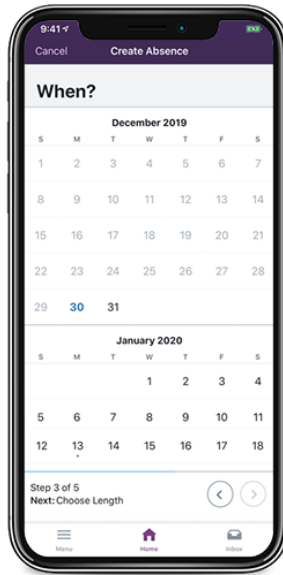 9:41
Cancel Create Absence
When?
December 2019
S M T W T F S
1 2 3 4 5 6 7
8 9 10 11 12 13 14
15 16 17 18 19 20 21
22 23 24 25 26 27 28
29 30 31
January 2020
S M T W T F S
1 2 3 4
5 6 7 8 9 10 11
12 13 14 15 16 17 18
Step 3 of 5
Next: Choose Length
Menu Home Inbox